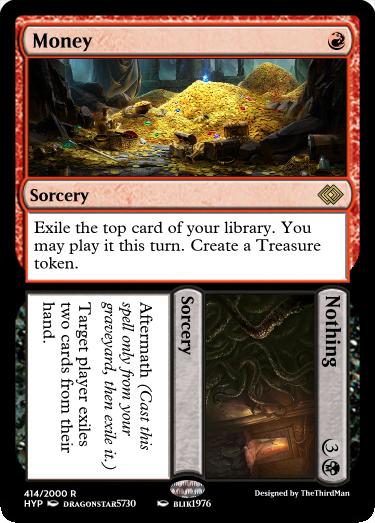 Money
Sorcery
Exile the top card of your library. You
may play it this turn. Create a Treasure
token.
Nothing 3
Sorcery
Aftermath (Cast this
spell only from your
graveyard, then exile it.)
Target player exiles
two cards from their
hand.
414/2000 R
HYP DRAGONSTAR5730 BLIK1976
Designed by TheThirdMan